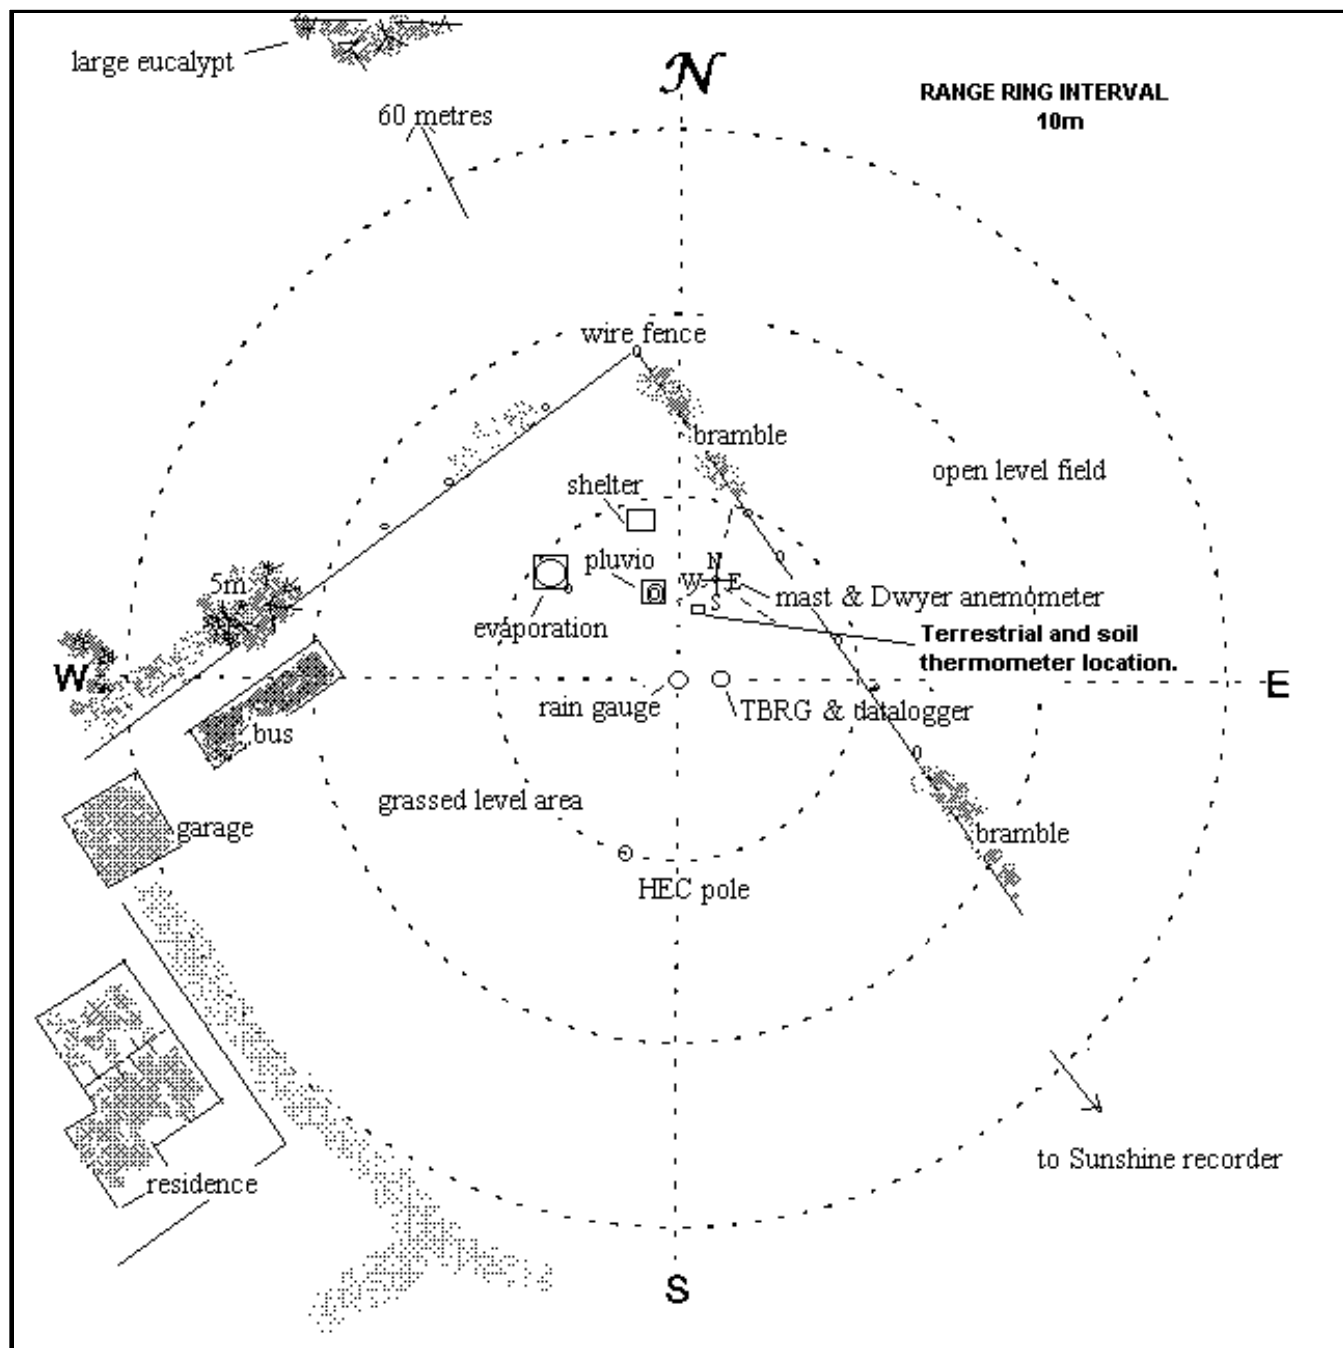 N
large eucalypt
RANGE RING INTERVAL
10m
60 metres
wire fence
bramble
open level field
shelter
pluvio
N
W E
S
5m
mast & Dwyer anemometer
evaporation
Terrestrial and soil
thermometer location.
W
E
rain gauge
TBRG & datalogger
bus
grassed level area
garage
bramble
HEC pole
to Sunshine recorder
residence
S